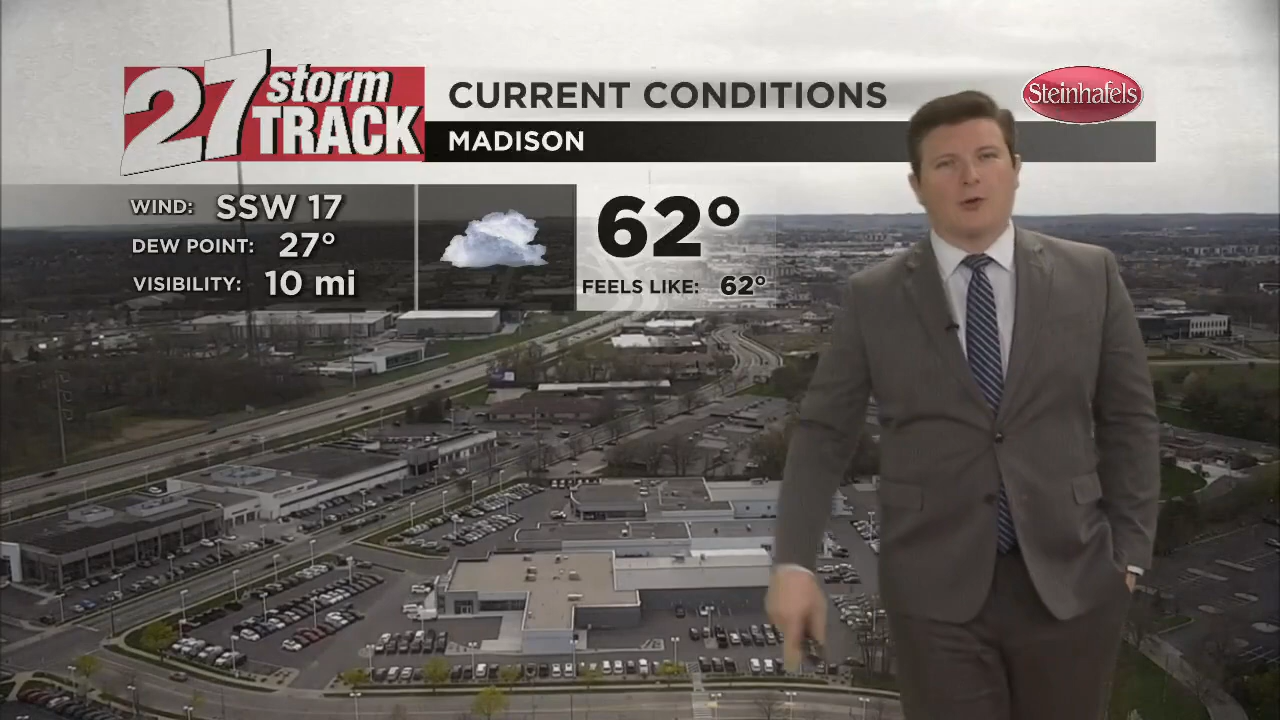 27 storm TRACK
CURRENT CONDITIONS
Steinhafels
MADISON
WIND: SSW 17
DEW POINT: 27°
VISIBILITY: 10 mi
62°
FEELS LIKE: 62°